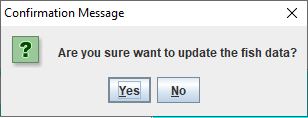 Confirmation Message
Are you sure want to update the fish data?
Yes No